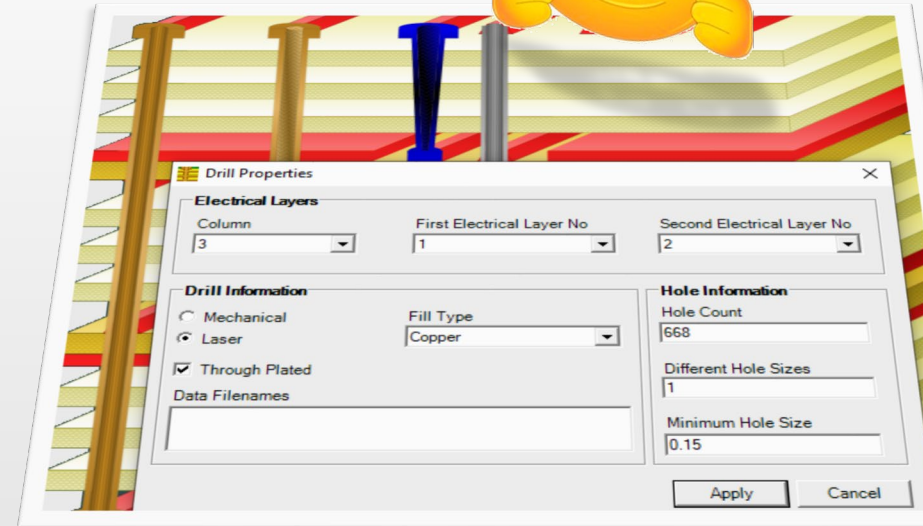 Drill Properties
Electrical Layers
Column First Electrical Layer No Second Electrical Layer No
3 1 2
Drill Information
Mechanical
Laser
Fill Type
Copper
Through Plated
Data Filenames
Hole Information
Hole Count
668
Different Hole Sizes
1
Minimum Hole Size
0.15
Apply Cancel